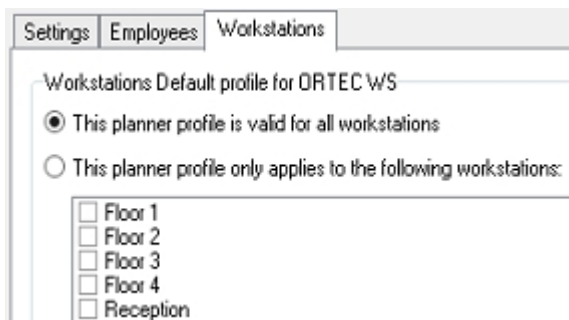 Settings Employees Workstations
Workstations Default profile for ORTEC WS
This planner profile is valid for all workstations
This planner profile only applies to the following workstations:
Floor 1
Floor 2
Floor 3
Floor 4
Reception